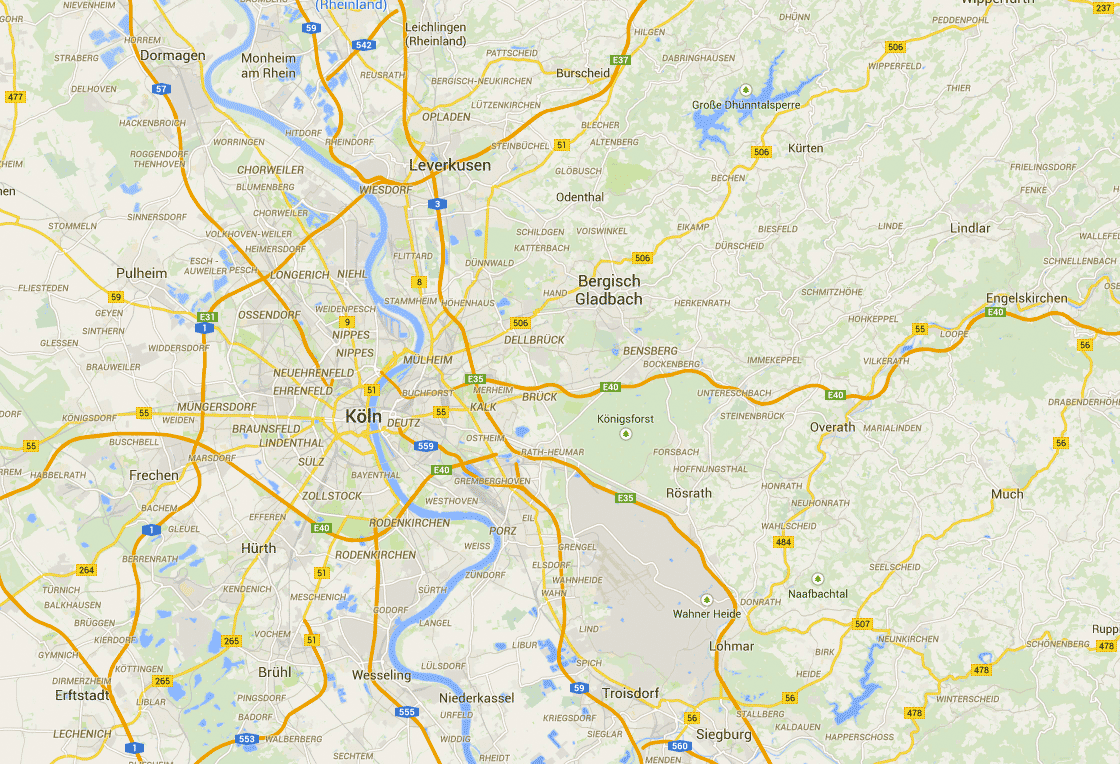 NIEVENHEIM
(Rheinland)
Wipperfürth
237
GOHR
59
Leichlingen
(Rheinland)
DHÜNN
PEDDENPOHL
HORREM
542
HILGEN
506
STRABERG
Dormagen
Monheim
am Rhein
PATTSCHEID
E37
DABRINGHAUSEN
WIPPERFELD
REUSRATH
Burscheid
DELHOVEN
57
BERGISCH-NEUKIRCHEN
THIER
477
LÜTZENKIRCHEN
Große Dhünntalsperre
HACKENBROICH
OPLADEN
BLECHER
HITDORF
RHEINDORF
WORRINGEN
STEINBÜCHEL
51
ALTENBERG
506
Kürten
ROGGENDORF
THENHOVEN
CHORWEILER
Leverkusen
GLÖBUSCH
BECHEN
FRIELINGSDORF
BLUMENBERG
WIESDORF
Odenthal
FENKE
SINNERSDORF
CHORWEILER
3
STOMMELN
VOLKHOVEN-WEILER
SCHILDGEN
VOISWINKEL
EIKAMP
BIESFELD
LINDE
Lindlar
HEIMERSDORF
FLITTARD
KATTERBACH
DÜRSCHEID
ESCH -
AUWEILER
PESCH
LONGERICH
NIEHL
DÜNNWALD
506
SCHNELLENBACH
Pulheim
8
Bergisch
Gladbach
FLIESTEDEN
59
STAMMHEIM
HÖHENHAUS
HAND
HERKENRATH
SCHMITZHÖHE
Engelskirchen
GEYEN
E31
OSSENDORF
WEIDENPESCH
E40
SINTHERN
1
9
NIPPES
506
HOHKEPPEL
55
LOOPE
GLESSEN
WIDDERSDORF
NIPPES
DELLBRÜCK
56
BRAUWEILER
MÜLHEIM
BENSBERG
BOCKENBERG
IMMEKEPPEL
VILKERATH
NEUEHRENFELD
EHRENFELD
51
BUCHFORST
E35
MERHEIM
BRÜCK
E40
UNTERESCHBACH
E40
MÜNGERSDORF
55
Köln
55
KALK
STEINENBRÜCK
WEIDEN
BRAUNSFELD
DEUTZ
Königsforst
Overath
MARIALINDEN
BUSCHBELL
LINDENTHAL
559
OSTHEIM
55
MARSDORF
SÜLZ
RATH-HEUMAR
FORSBACH
56
HABBELRATH
Frechen
BAYENTHAL
E40
GREMBERGHOVEN
HOFFNUNGSTHAL
HONRATH
ZOLLSTOCK
WESTHOVEN
E35
Rösrath
NEUHONRATH
Much
BACHEM
GLEUEL
EFFEREN
E40
RODENKIRCHEN
EIL
PORZ
WAHLSCHEID
1
Hürth
RODENKIRCHEN
WEISS
GRENGEL
484
BERRENRATH
SEELSCHEID
264
51
ZÜNDORF
ELSDORF
WAHNHEIDE
Naafbachtal
TÜRNICH
KENDENICH
SÜRTH
WAHN
BALKHAUSEN
MESCHENICH
GODORF
Wahner Heide
DONRATH
BRÜGGEN
LANGEL
LIND
507
KIERDORF
265
VOCHEM
51
LIBUR
Lohmar
NEUNKIRCHEN
SCHÖNENBERG
478
GYMNICH
KÖTTINGEN
Brühl
LÜLSDORF
SPICH
BIRK
DIRMERZHEIM
265
Wesseling
HEIDE
478
Erftstadt
LIBLAR
PINGSDORF
Niederkassel
59
Troisdorf
56
WINTERSCHEID
BADORF
555
URFELD
KRIEGSDORF
56
STALLBERG
478
LECHENICH
553
WALBERBERG
WIDDIG
SIEGLAR
Siegburg
KALDAUEN
HAPPERSCHOSS
1
SECHTEM
RHEIDT
560
MENDEN